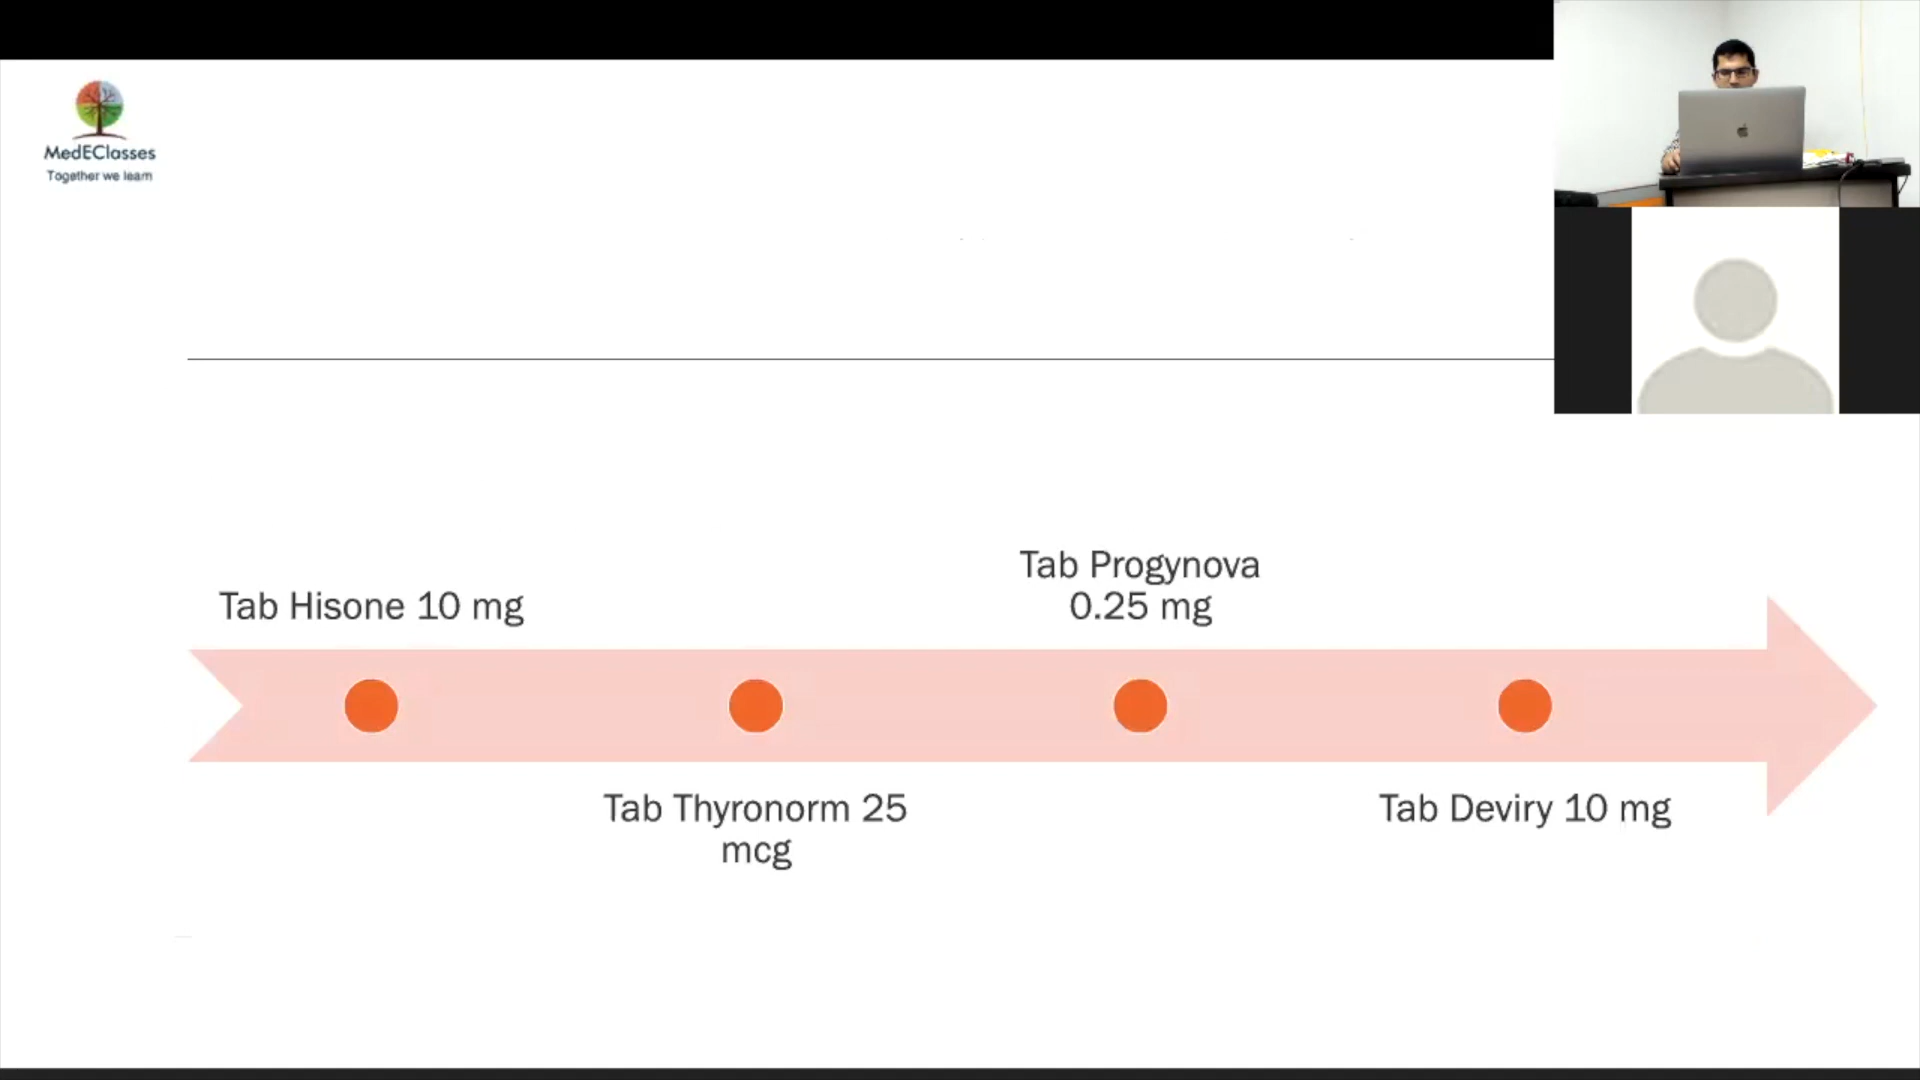 MedEClasses
Together we learn
Tab Hisone 10 mg
Tab Thyronorm 25
mcg
Tab Progynova
0.25 mg
Tab Deviry 10 mg